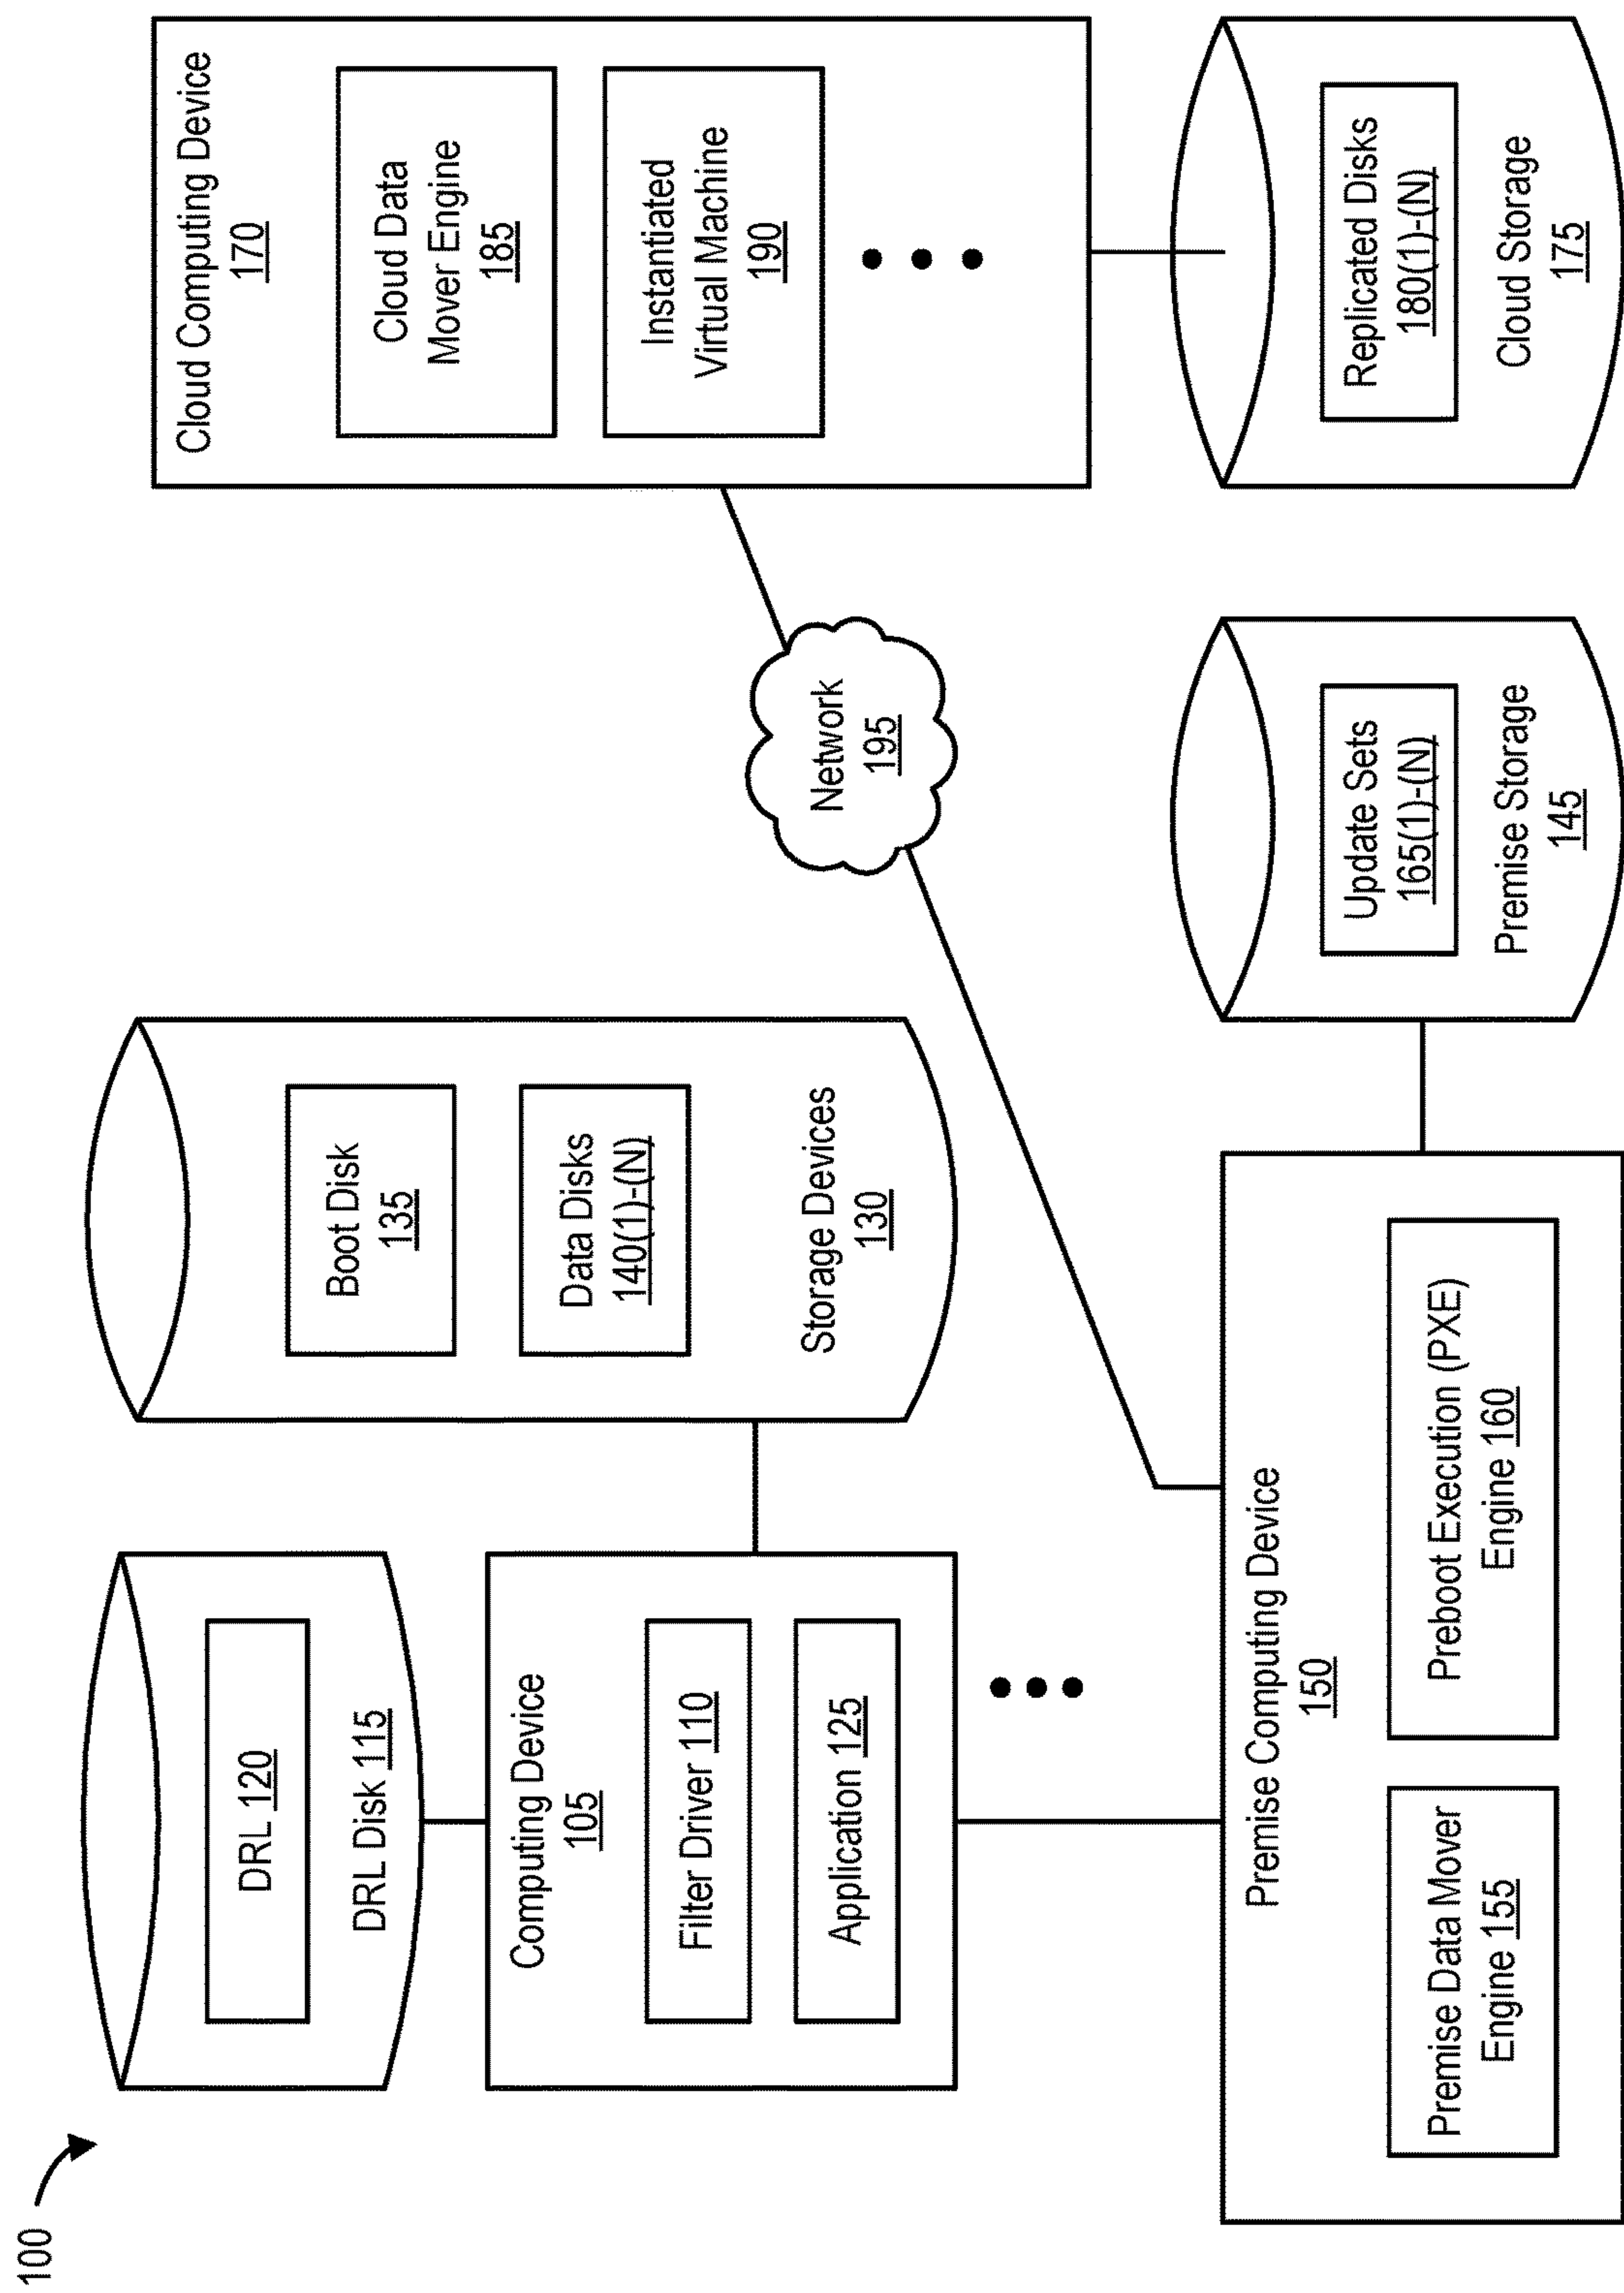 100
DRL 120
DRL Disk 115
Computing Device
105
Filter Driver 110
Application 125
Boot Disk
135
Data Disks
140(1)-(N)
Storage Devices
130
Premise Computing Device
150
Premise Data Mover
Engine 155
Preboot Execution (PXE)
Engine 160
Update Sets
165(1)-(N)
Premise Storage
145
Network
195
Cloud Computing Device
170
Cloud Data
Mover Engine
185
Instantiated
Virtual Machine
190
Replicated Disks
180(1)-(N)
Cloud Storage
175